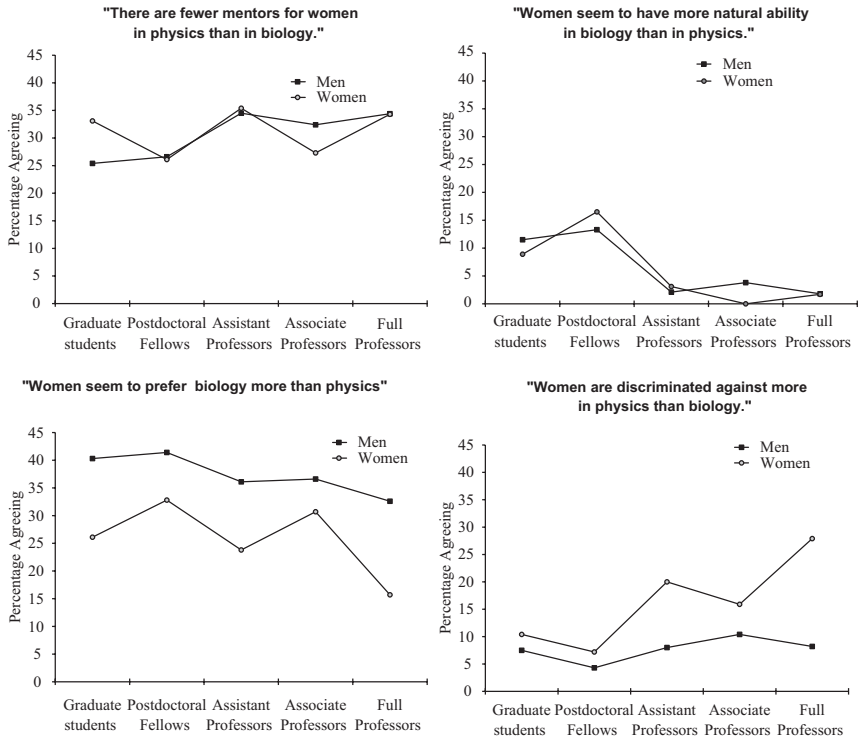 "There are fewer mentors for women
in physics than in biology."
Men
Women
Percentage Agreeing
45
40
35
30
25
20
15
10
5
0
Graduate Postdoctoral Assistant Associate Full
students Fellows Professors Professors Professors
"Women seem to have more natural ability
in biology than in physics."
Men
Women
Percentage Agreeing
45
40
35
30
25
20
15
10
5
0
Graduate Postdoctoral Assistant Associate Full
students Fellows Professors Professors Professors
"Women seem to prefer biology more than physics"
Men
Women
Percentage Agreeing
45
40
35
30
25
20
15
10
5
0
Graduate Postdoctoral Assistant Associate Full
students Fellows Professors Professors Professors
"Women are discriminated against more
in physics than biology."
Men
Women
Percentage Agreeing
45
40
35
30
25
20
15
10
5
0
Graduate Postdoctoral Assistant Associate Full
students Fellows Professors Professors Professors